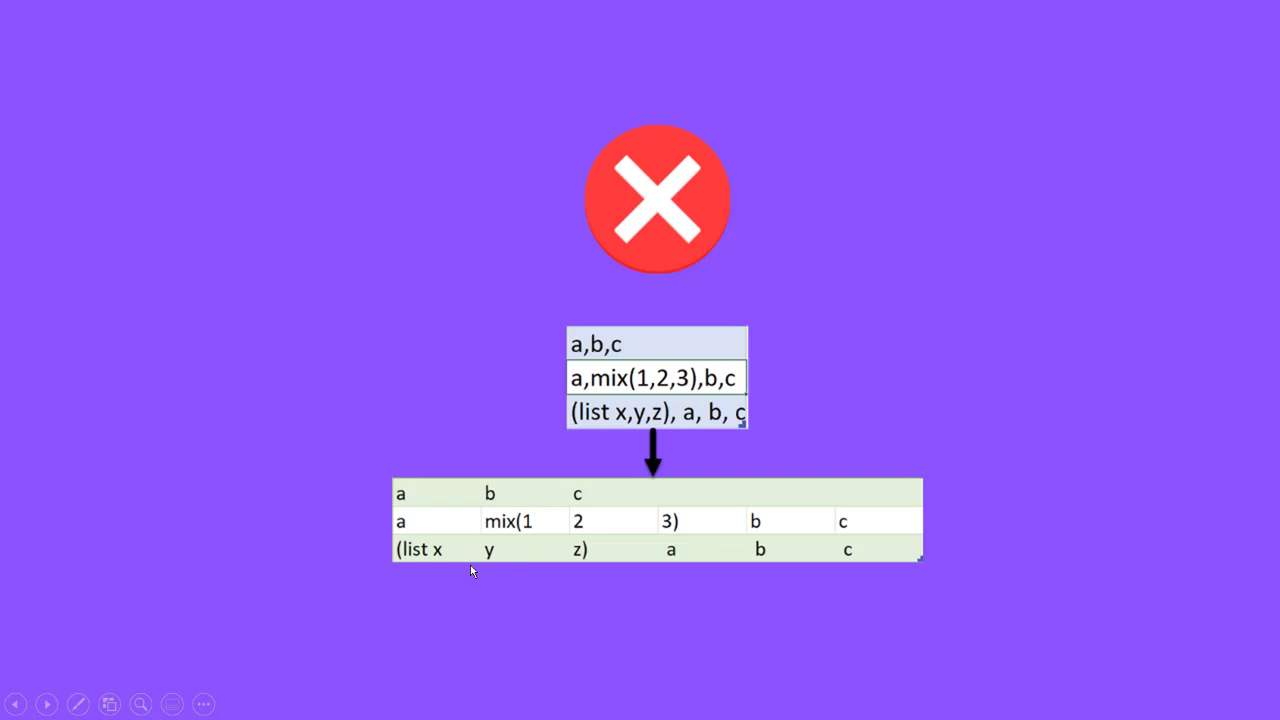 a,b,c
a,mix(1,2,3),b,c
(list x,y,z), a, b, c
a b c
a mix(1 2 3) b c
(list x y z) a b c